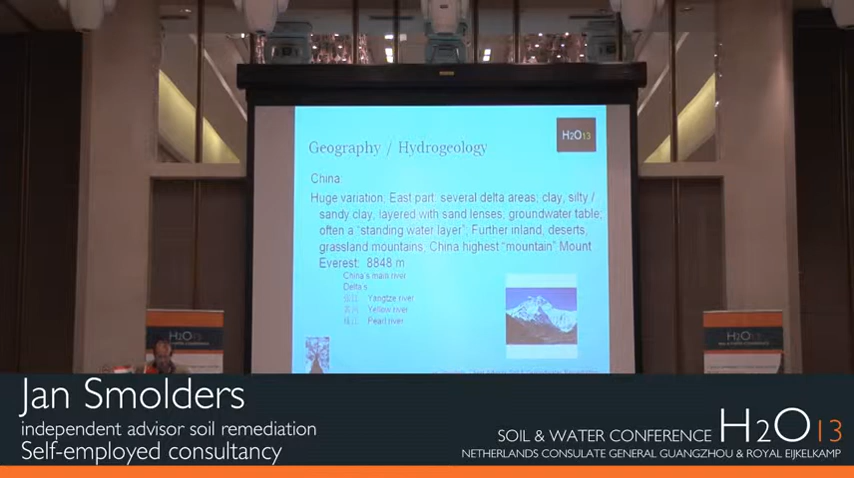 H2O13
Geography / Hydrogeology
China
Huge variation, East part: several delta areas; clay, silty /
sandy clay, layered with sand lenses; groundwater table;
often a "standing water layer"; Further inland, deserts,
grassland mountains, China highest "mountain" Mount
Everest: 8848 m
China's main river
Delta's
Yangtze river
Yellow river
Pearl river
H2O13
H2O13
Jan Smolders
independent advisor soil remediation
Self-employed consultancy
SOIL & WATER CONFERENCE H2O13
NETHERLANDS CONSULATE GENERAL GUANGZHOU & ROYAL EIJKELKAMP